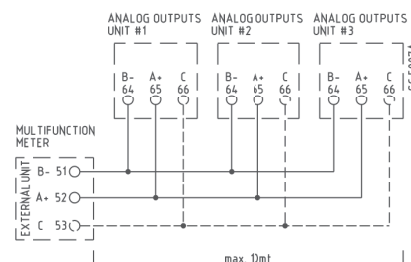 ANALOG OUTPUTS
UNIT #1
ANALOG OUTPUTS
UNIT #2
ANALOG OUTPUTS
UNIT #3
B- A+ C
64 65 66
B- A+ C
64 65 66
B- A+ C
64 65 66
MULTIFUNCTION
METER
EXTERNAL UNIT
B- 51
A+ 52
C 53
max.